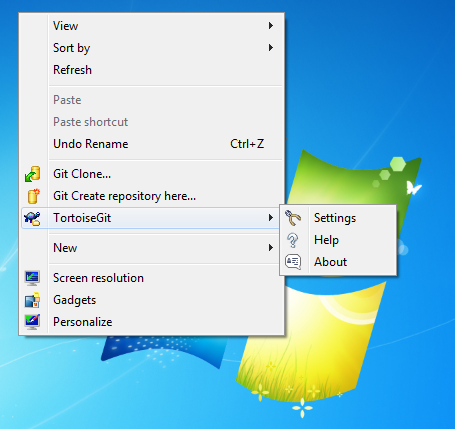 View
Sort by
Refresh
Paste
Paste shortcut
Undo Rename Ctrl+Z
Git Clone...
Git Create repository here...
TortoiseGit
Settings
Help
About
New
Screen resolution
Gadgets
Personalize